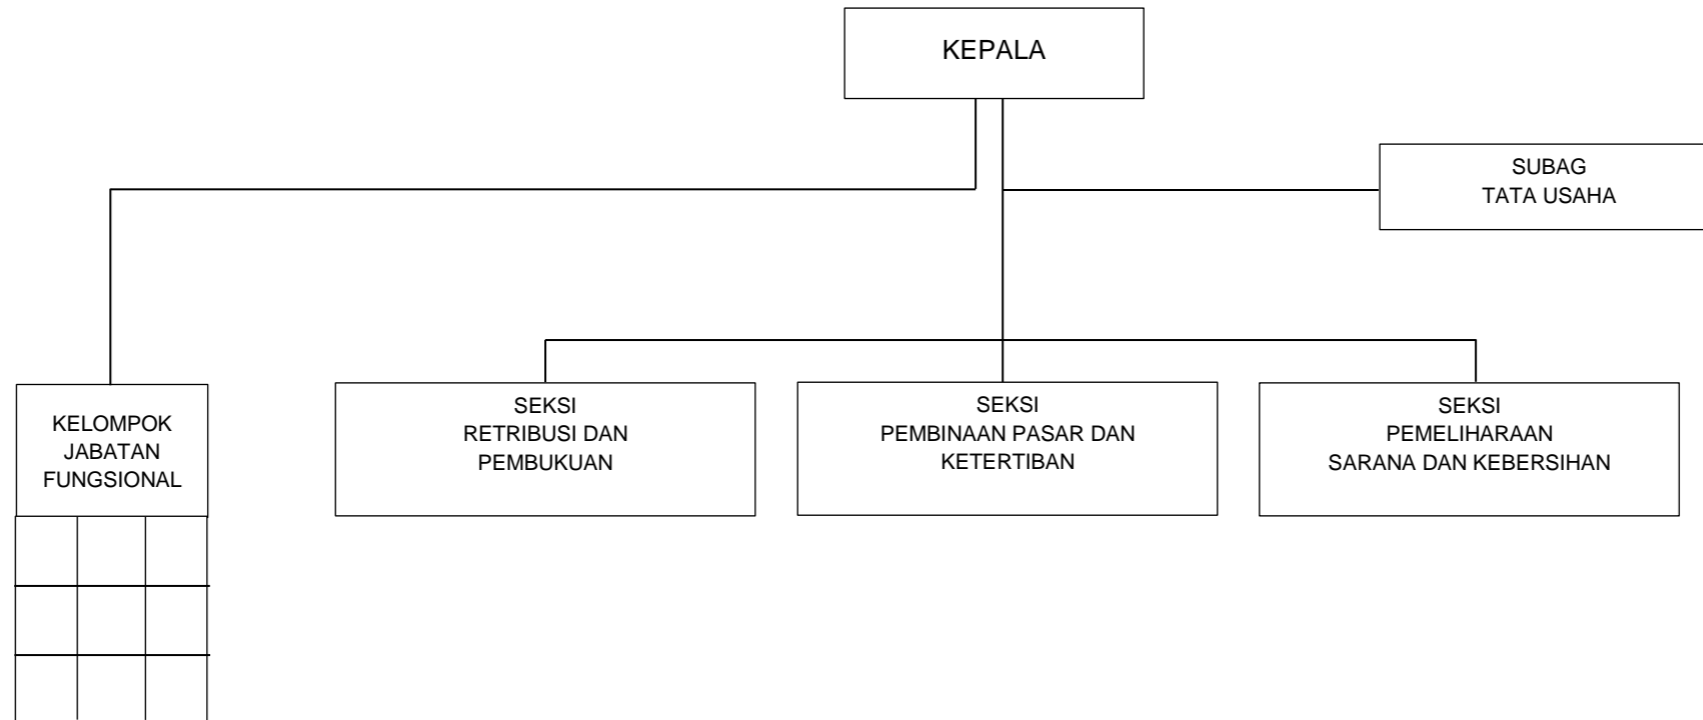 KEPALA
SUBAG
TATA USAHA
KELOMPOK
JABATAN
FUNGSIONAL
SEKSI
RETRIBUSI DAN
PEMBUKUAN
SEKSI
PEMBINAAN PASAR DAN
KETERTIBAN
SEKSI
PEMELIHARAAN
SARANA DAN KEBERSIHAN